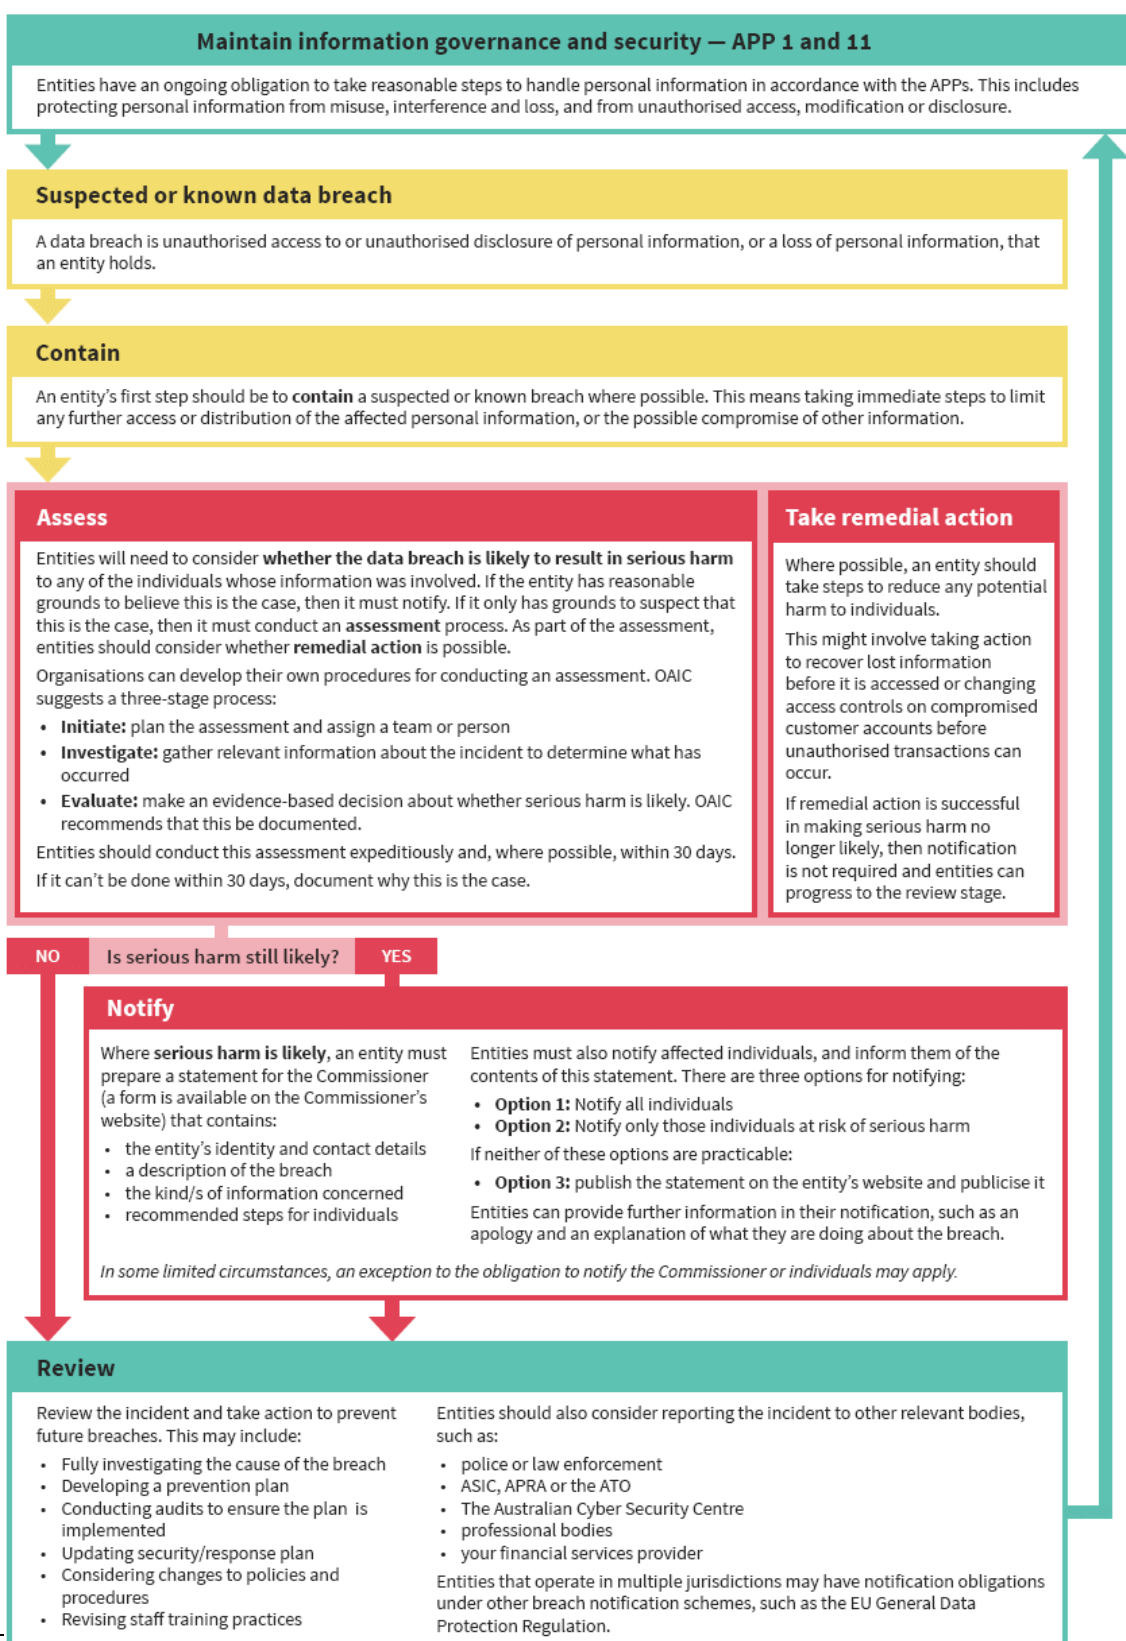 Maintain information governance and security — APP 1 and 11
Entities have an ongoing obligation to take reasonable steps to handle personal information in accordance with the APPs. This includes
protecting personal information from misuse, interference and loss, and from unauthorised access, modification or disclosure.
Suspected or known data breach
A data breach is unauthorised access to or unauthorised disclosure of personal information, or a loss of personal information, that
an entity holds.
Contain
An entity’s first step should be to contain a suspected or known breach where possible. This means taking immediate steps to limit
any further access or distribution of the affected personal information, or the possible compromise of other information.
Assess
Entities will need to consider whether the data breach is likely to result in serious harm
to any of the individuals whose information was involved. If the entity has reasonable
grounds to believe this is the case, then it must notify. If it only has grounds to suspect that
this is the case, then it must conduct an assessment process. As part of the assessment,
entities should consider whether remedial action is possible.
Organisations can develop their own procedures for conducting an assessment. OAIC
suggests a three-stage process:
• Initiate: plan the assessment and assign a team or person
• Investigate: gather relevant information about the incident to determine what has
occurred
• Evaluate: make an evidence-based decision about whether serious harm is likely. OAIC
recommends that this be documented.
Entities should conduct this assessment expeditiously and, where possible, within 30 days.
If it can’t be done within 30 days, document why this is the case.
Take remedial action
Where possible, an entity should
take steps to reduce any potential
harm to individuals.
This might involve taking action
to recover lost information
before it is accessed or changing
access controls on compromised
customer accounts before
unauthorised transactions can
occur.
If remedial action is successful
in making serious harm no
longer likely, then notification
is not required and entities can
progress to the review stage.
NO Is serious harm still likely? YES
Notify
Where serious harm is likely, an entity must
prepare a statement for the Commissioner
(a form is available on the Commissioner’s
website) that contains:
• the entity’s identity and contact details
• a description of the breach
• the kind/s of information concerned
• recommended steps for individuals
Entities must also notify affected individuals, and inform them of the
contents of this statement. There are three options for notifying:
• Option 1: Notify all individuals
• Option 2: Notify only those individuals at risk of serious harm
If neither of these options are practicable:
• Option 3: publish the statement on the entity’s website and publicise it
Entities can provide further information in their notification, such as an
apology and an explanation of what they are doing about the breach.
In some limited circumstances, an exception to the obligation to notify the Commissioner or individuals may apply.
Review
Review the incident and take action to prevent
future breaches. This may include:
• Fully investigating the cause of the breach
• Developing a prevention plan
• Conducting audits to ensure the plan is
implemented
• Updating security/response plan
• Considering changes to policies and
procedures
• Revising staff training practices
Entities should also consider reporting the incident to other relevant bodies,
such as:
• police or law enforcement
• ASIC, APRA or the ATO
• The Australian Cyber Security Centre
• professional bodies
• your financial services provider
Entities that operate in multiple jurisdictions may have notification obligations
under other breach notification schemes, such as the EU General Data
Protection Regulation.